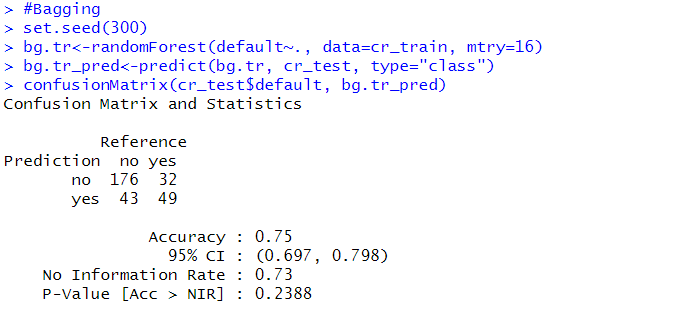 > #Bagging
> set.seed(300)
> bg.tr<-randomForest(default~., data=cr_train, mtry=16)
> bg.tr_pred<-predict(bg.tr, cr_test, type="class")
> confusionMatrix(cr_test$default, bg.tr_pred)
Confusion Matrix and Statistics
Reference
Prediction no yes
no 176 32
yes 43 49
Accuracy : 0.75
95% CI : (0.697, 0.798)
No Information Rate : 0.73
P-Value [Acc > NIR] : 0.2388